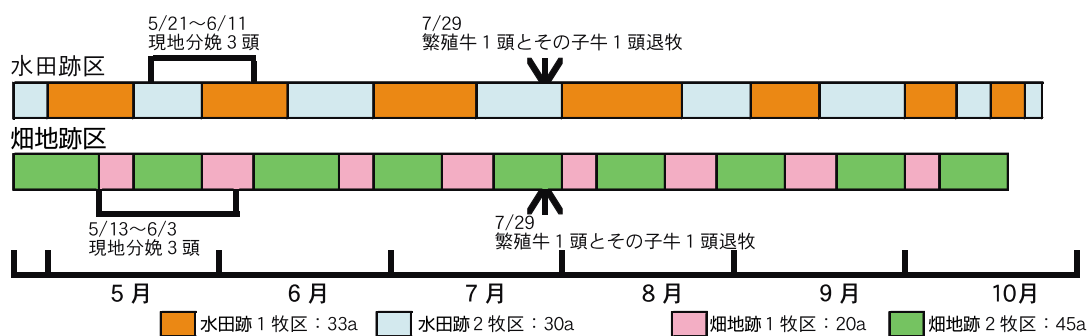 5/21～6/11
現地分娩3頭
7/29
繁殖牛1頭とその子牛1頭退牧
水田跡区
畑地跡区
5/13～6/3
現地分娩3頭
7/29
繁殖牛1頭とその子牛1頭退牧
5月 6月 7月 8月 9月 10月
水田跡1牧区：33a 水田跡2牧区：30a 畑地跡1牧区：20a 畑地跡2牧区：45a